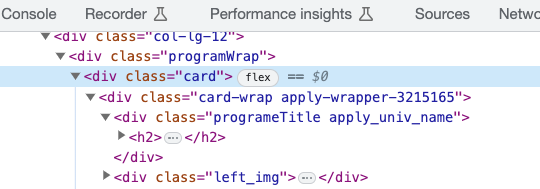 Console Recorder Performance insights Sources Netwo
<div class="col-lg-12">
<div class="programWrap">
<div class="card"> flex == $0
<div class="card-wrap apply-wrapper-3215165">
<div class="programeTitle apply_univ_name">
<h2> ••• </h2>
</div>
<div class="left_img"> ••• </div>